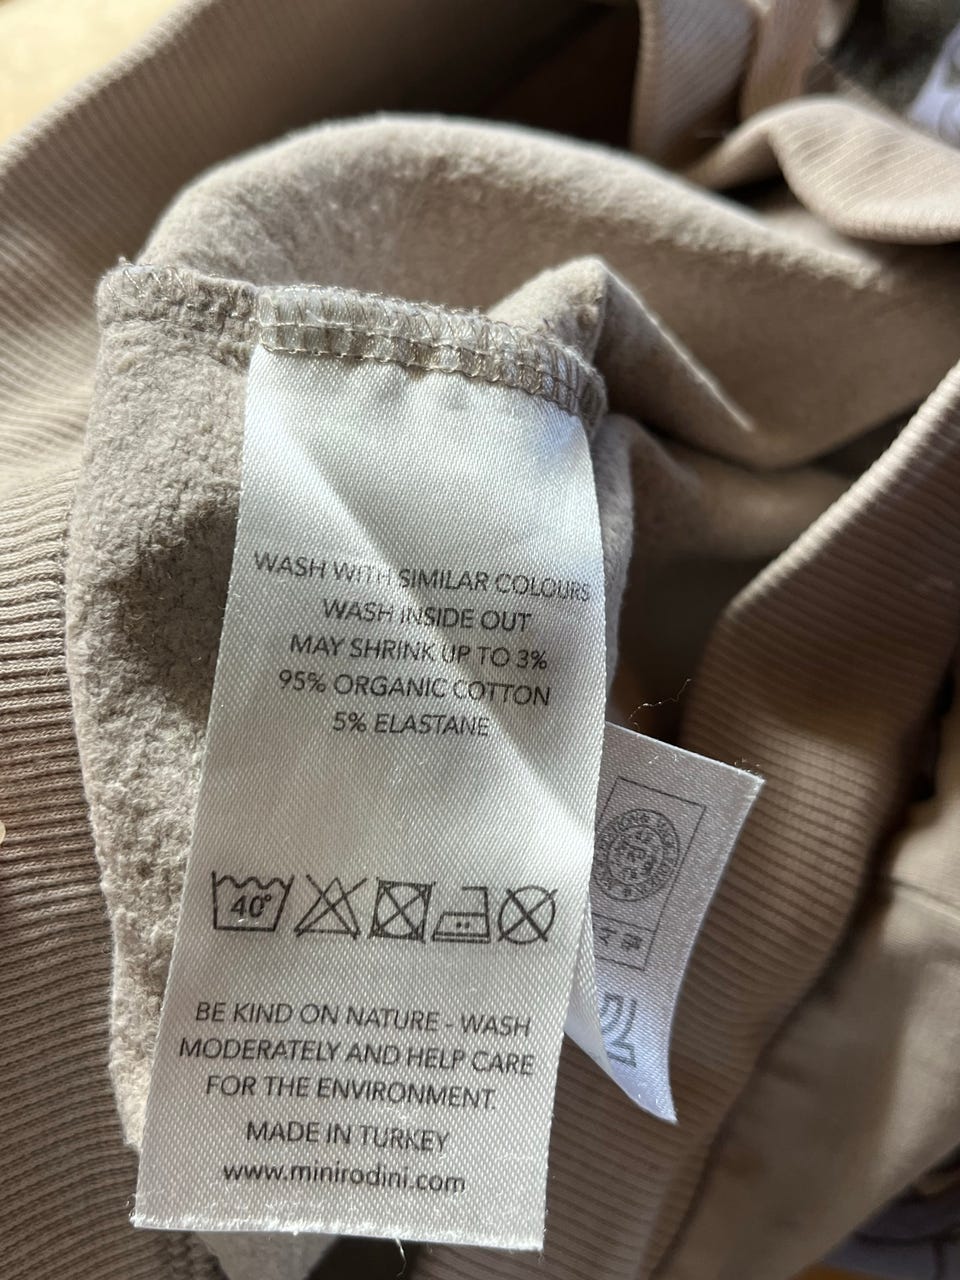 WASH WITH SIMILAR COLOURS
WASH INSIDE OUT
MAY SHRINK UP TO 3%
95% ORGANIC COTTON
5% ELASTANE
40°
BE KIND ON NATURE - WASH
MODERATELY AND HELP CARE
FOR THE ENVIRONMENT.
MADE IN TURKEY
www.minirodini.com